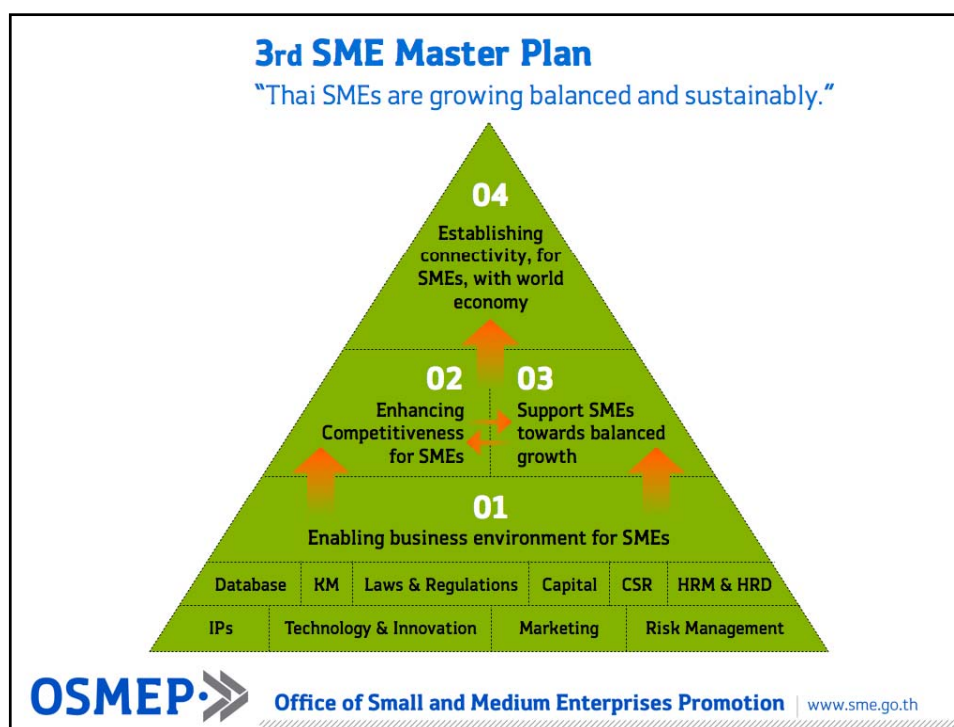 3rd SME Master Plan
"Thai SMEs are growing balanced and sustainably."
04
Establishing
connectivity, for
SMEs, with world
economy
02
Enhancing
Competitiveness
for SMEs
03
Support SMEs
towards balanced
growth
01
Enabling business environment for SMEs
Database KM Laws & Regulations Capital CSR HRM & HRD
IPs Technology & Innovation Marketing Risk Management
OSMEP Office of Small and Medium Enterprises Promotion | www.sme.go.th